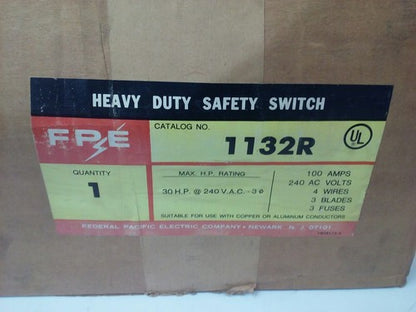 HEAVY DUTY SAFETY SWITCH
FPE
CATALOG NO.
1132R
UL
QUANTITY
1
MAX. H.P. RATING
30 H.P. @ 240 V.A.C. - 3 Ø
100 AMPS
240 AC VOLTS
4 WIRES
3 BLADES
3 FUSES
SUITABLE FOR USE WITH COPPER OR ALUMINUM CONDUCTORS
FEDERAL PACIFIC ELECTRIC COMPANY • NEWARK, N. J. 07101